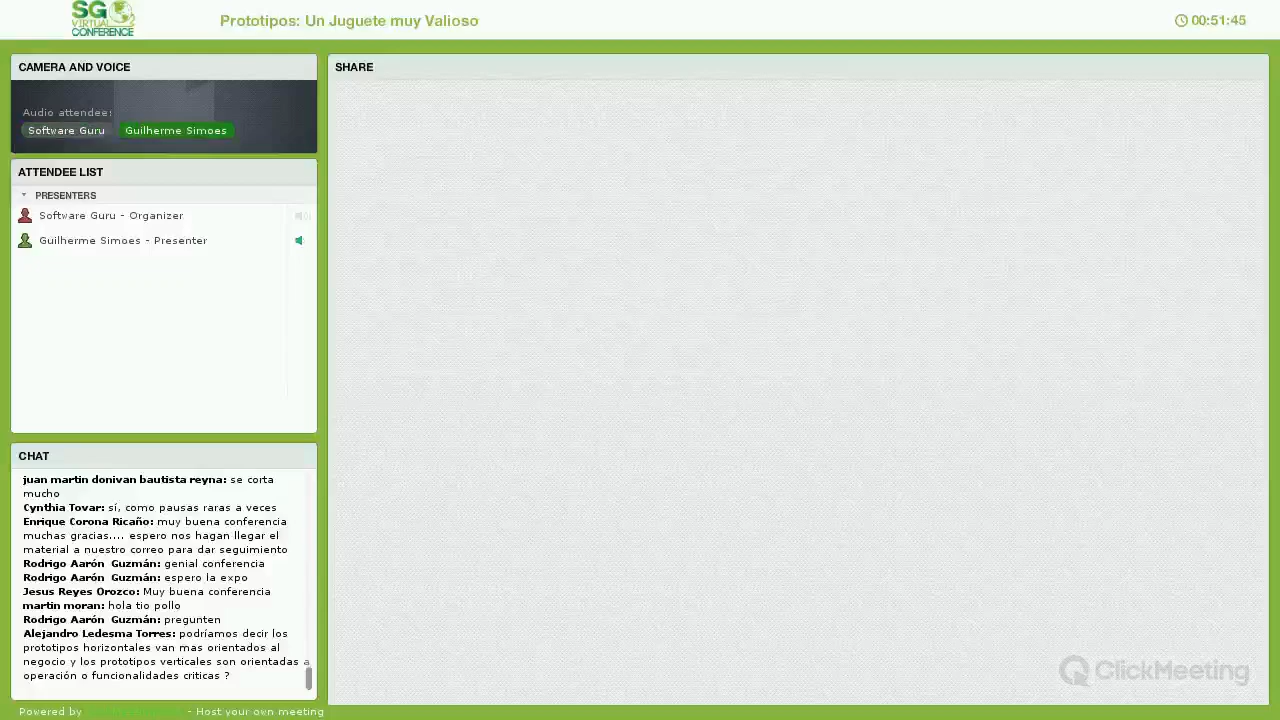 SG
VIRTUAL
CONFERENCE
Prototipos: Un Juguete muy Valioso
00:51:45
CAMERA AND VOICE
Audio attendee:
Software Guru
Guilherme Simoes
ATTENDEE LIST
PRESENTERS
Software Guru - Organizer
Guilherme Simoes - Presenter
CHAT
juan martin donivan bautista reyna: se corta
mucho
Cynthia Tovar: sí, como pausas raras a veces
Enrique Corona Ricaño: muy buena conferencia
muchas gracias.... espero nos hagan llegar el
material a nuestro correo para dar seguimiento
Rodrigo Aarón Guzmán: genial conferencia
Rodrigo Aarón Guzmán: espero la expo
Jesus Reyes Orozco: Muy buena conferencia
martin moran: hola tio pollo
Rodrigo Aarón Guzmán: pregunten
Alejandro Ledesma Torres: podríamos decir los
prototipos horizontales van mas orientados al
negocio y los prototipos verticales son orientadas a
operación o funcionalidades criticas ?
Powered by - Host your own meeting
SHARE
ClickMeeting